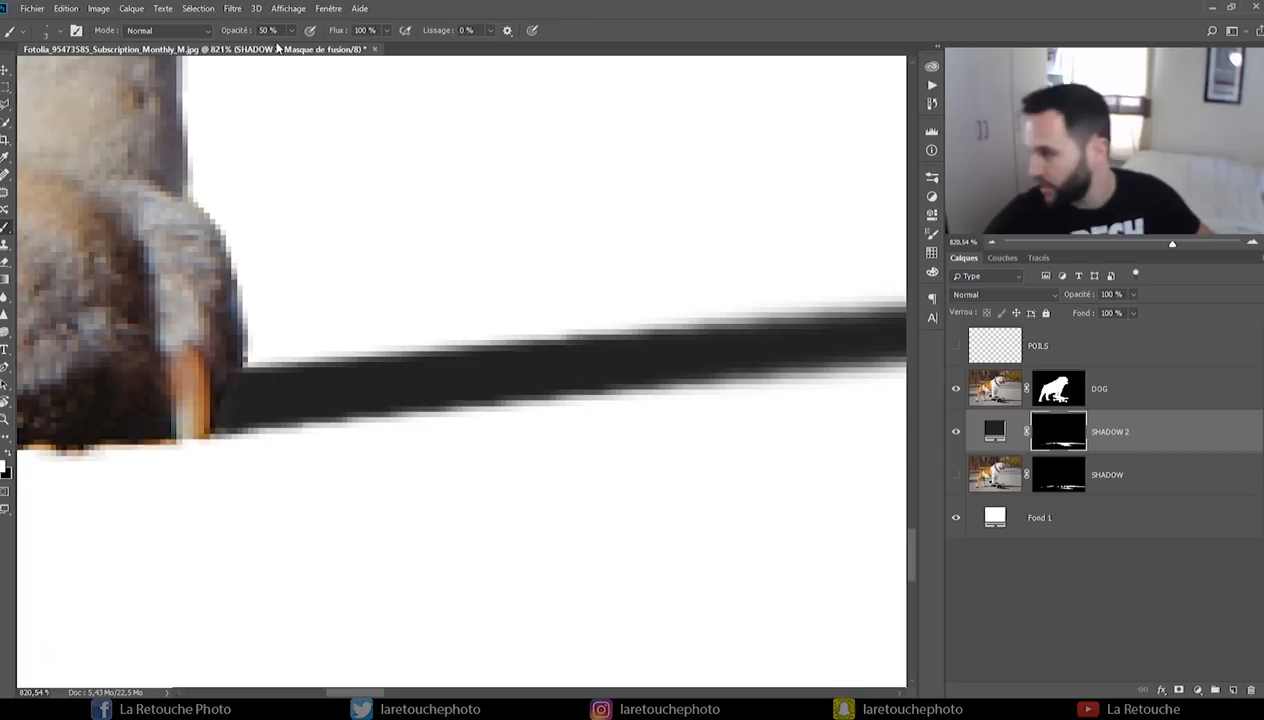 Fichier Edition Image Calque Texte Sélection Filtre 3D Affichage Fenêtre Aide
3 Mode : Normal Opacité : 50 % Flux : 100 % Lissage : 0 %
Fotolia_95473585_Subscription_Monthly_M.jpg @ 821% (SHADOW Masque de fusion/8) *
820,54 %
Calques Couches Tracés
Type
Normal Opacité : 100 %
Verrou : Fond : 100 %
POILS
DOG
SHADOW 2
SHADOW
Fond 1
820,54 % Doc : 5,43 Mo/22,5 Mo
La Retouche Photo laretouchephoto laretouchephoto laretouchephoto La Retouche